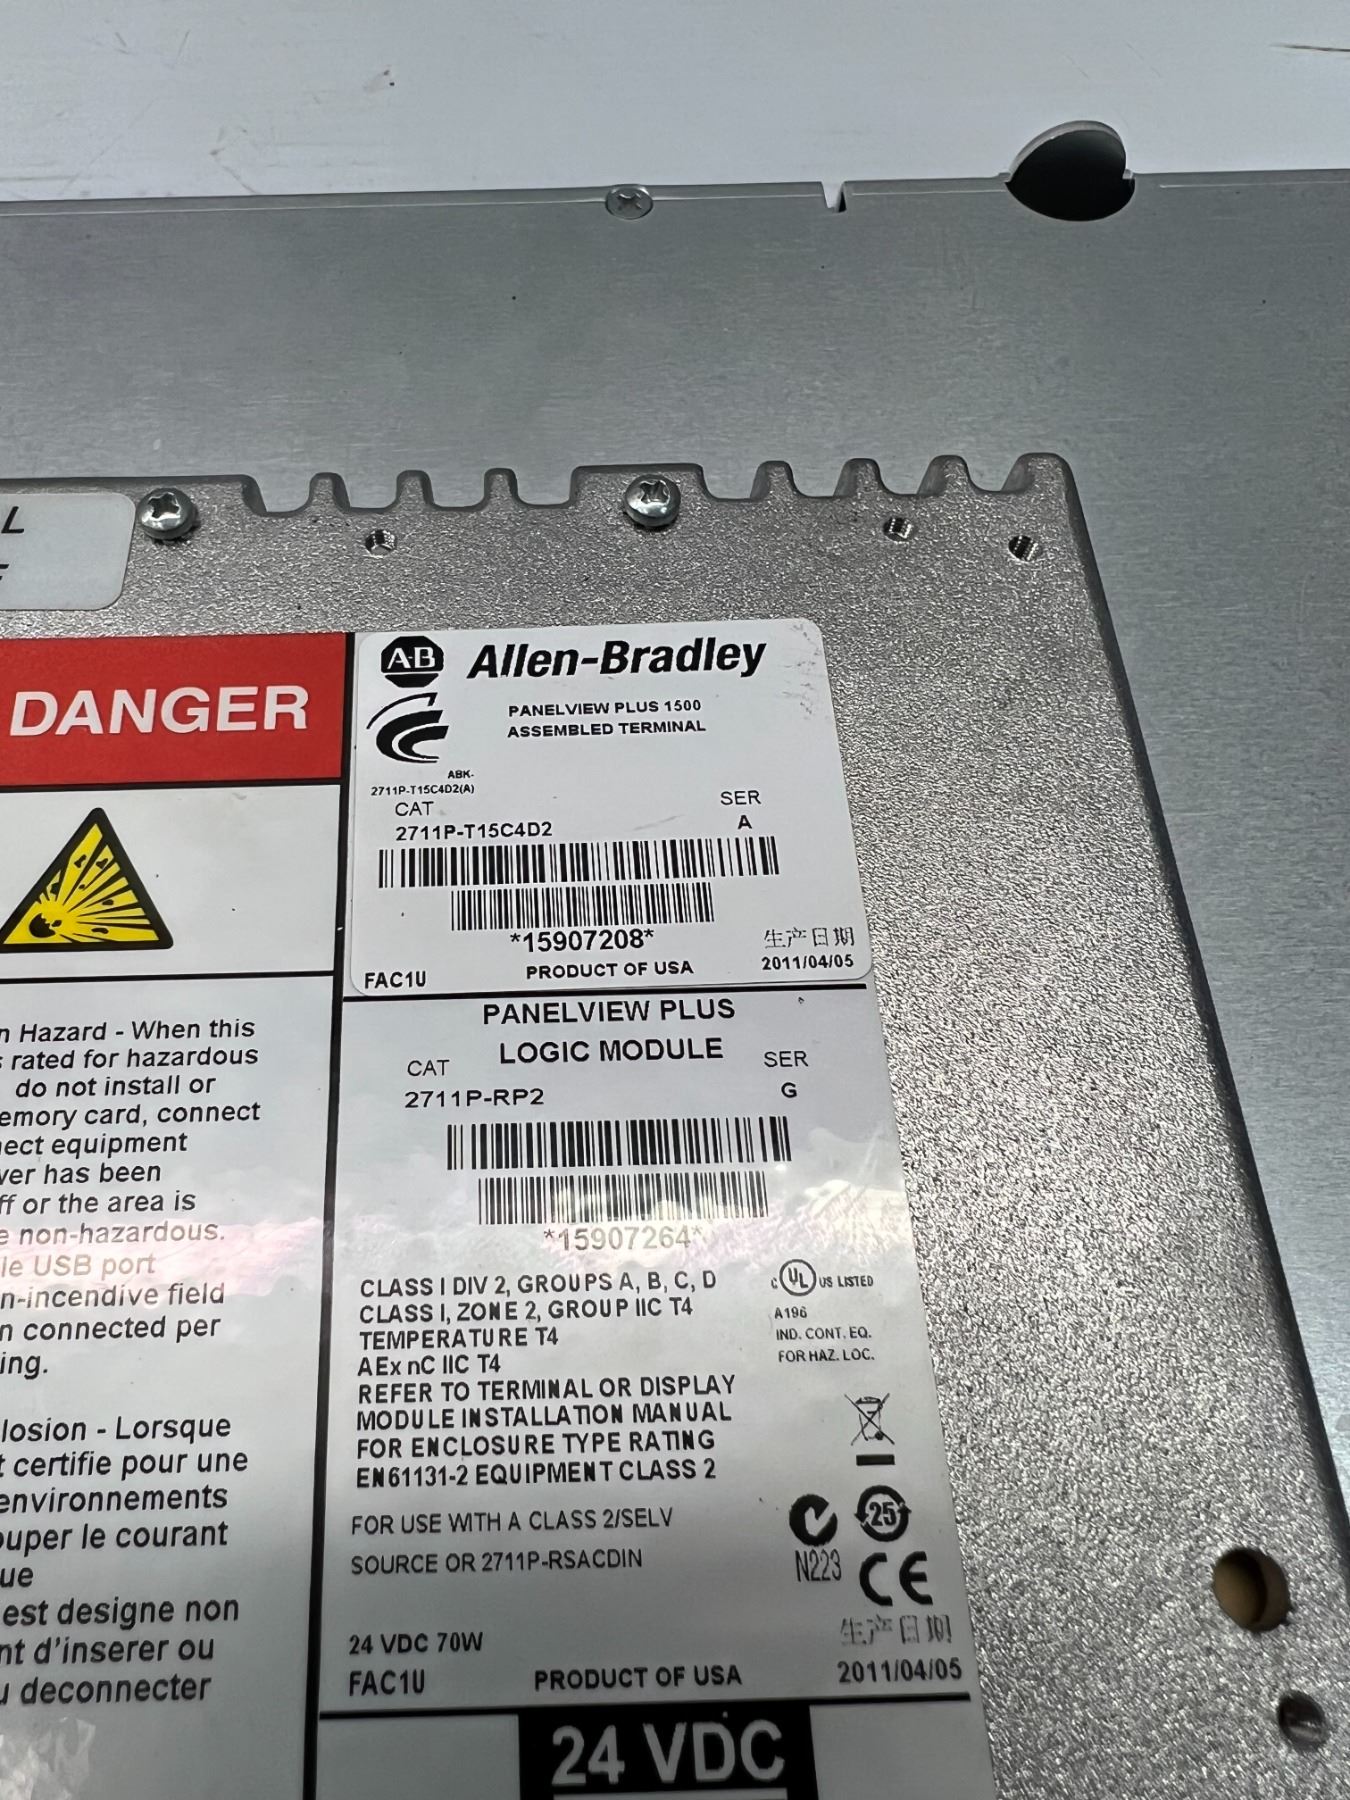 L
DANGER
n Hazard - When this
rated for hazardous
do not install or
emory card, connect
nect equipment
ver has been
ff or the area is
e non-hazardous.
le USB port
n-incendive field
n connected per
ing.
losion - Lorsque
t certifie pour une
environnements
ouper le courant
ue
est designe non
nt d'inserer ou
u deconnecter
A-B Allen-Bradley
PANELVIEW PLUS 1500
ASSEMBLED TERMINAL
ABK-
2711P-T15C4D2(A)
CAT SER
2711P-T15C4D2 A
*15907208*
生产日期
FAC1U PRODUCT OF USA 2011/04/05
PANELVIEW PLUS
LOGIC MODULE
CAT SER
2711P-RP2 G
*15907264*
CLASS I DIV 2, GROUPS A, B, C, D
CLASS I, ZONE 2, GROUP IIC T4
TEMPERATURE T4
AEx nC IIC T4
REFER TO TERMINAL OR DISPLAY
MODULE INSTALLATION MANUAL
FOR ENCLOSURE TYPE RATING
EN61131-2 EQUIPMENT CLASS 2
C UL US LISTED
A196
IND. CONT. EQ.
FOR HAZ. LOC.
FOR USE WITH A CLASS 2/SELV
SOURCE OR 2711P-RSACDIN
25
N223 CE
生产日期
24 VDC 70W
FAC1U PRODUCT OF USA 2011/04/05
24 VDC